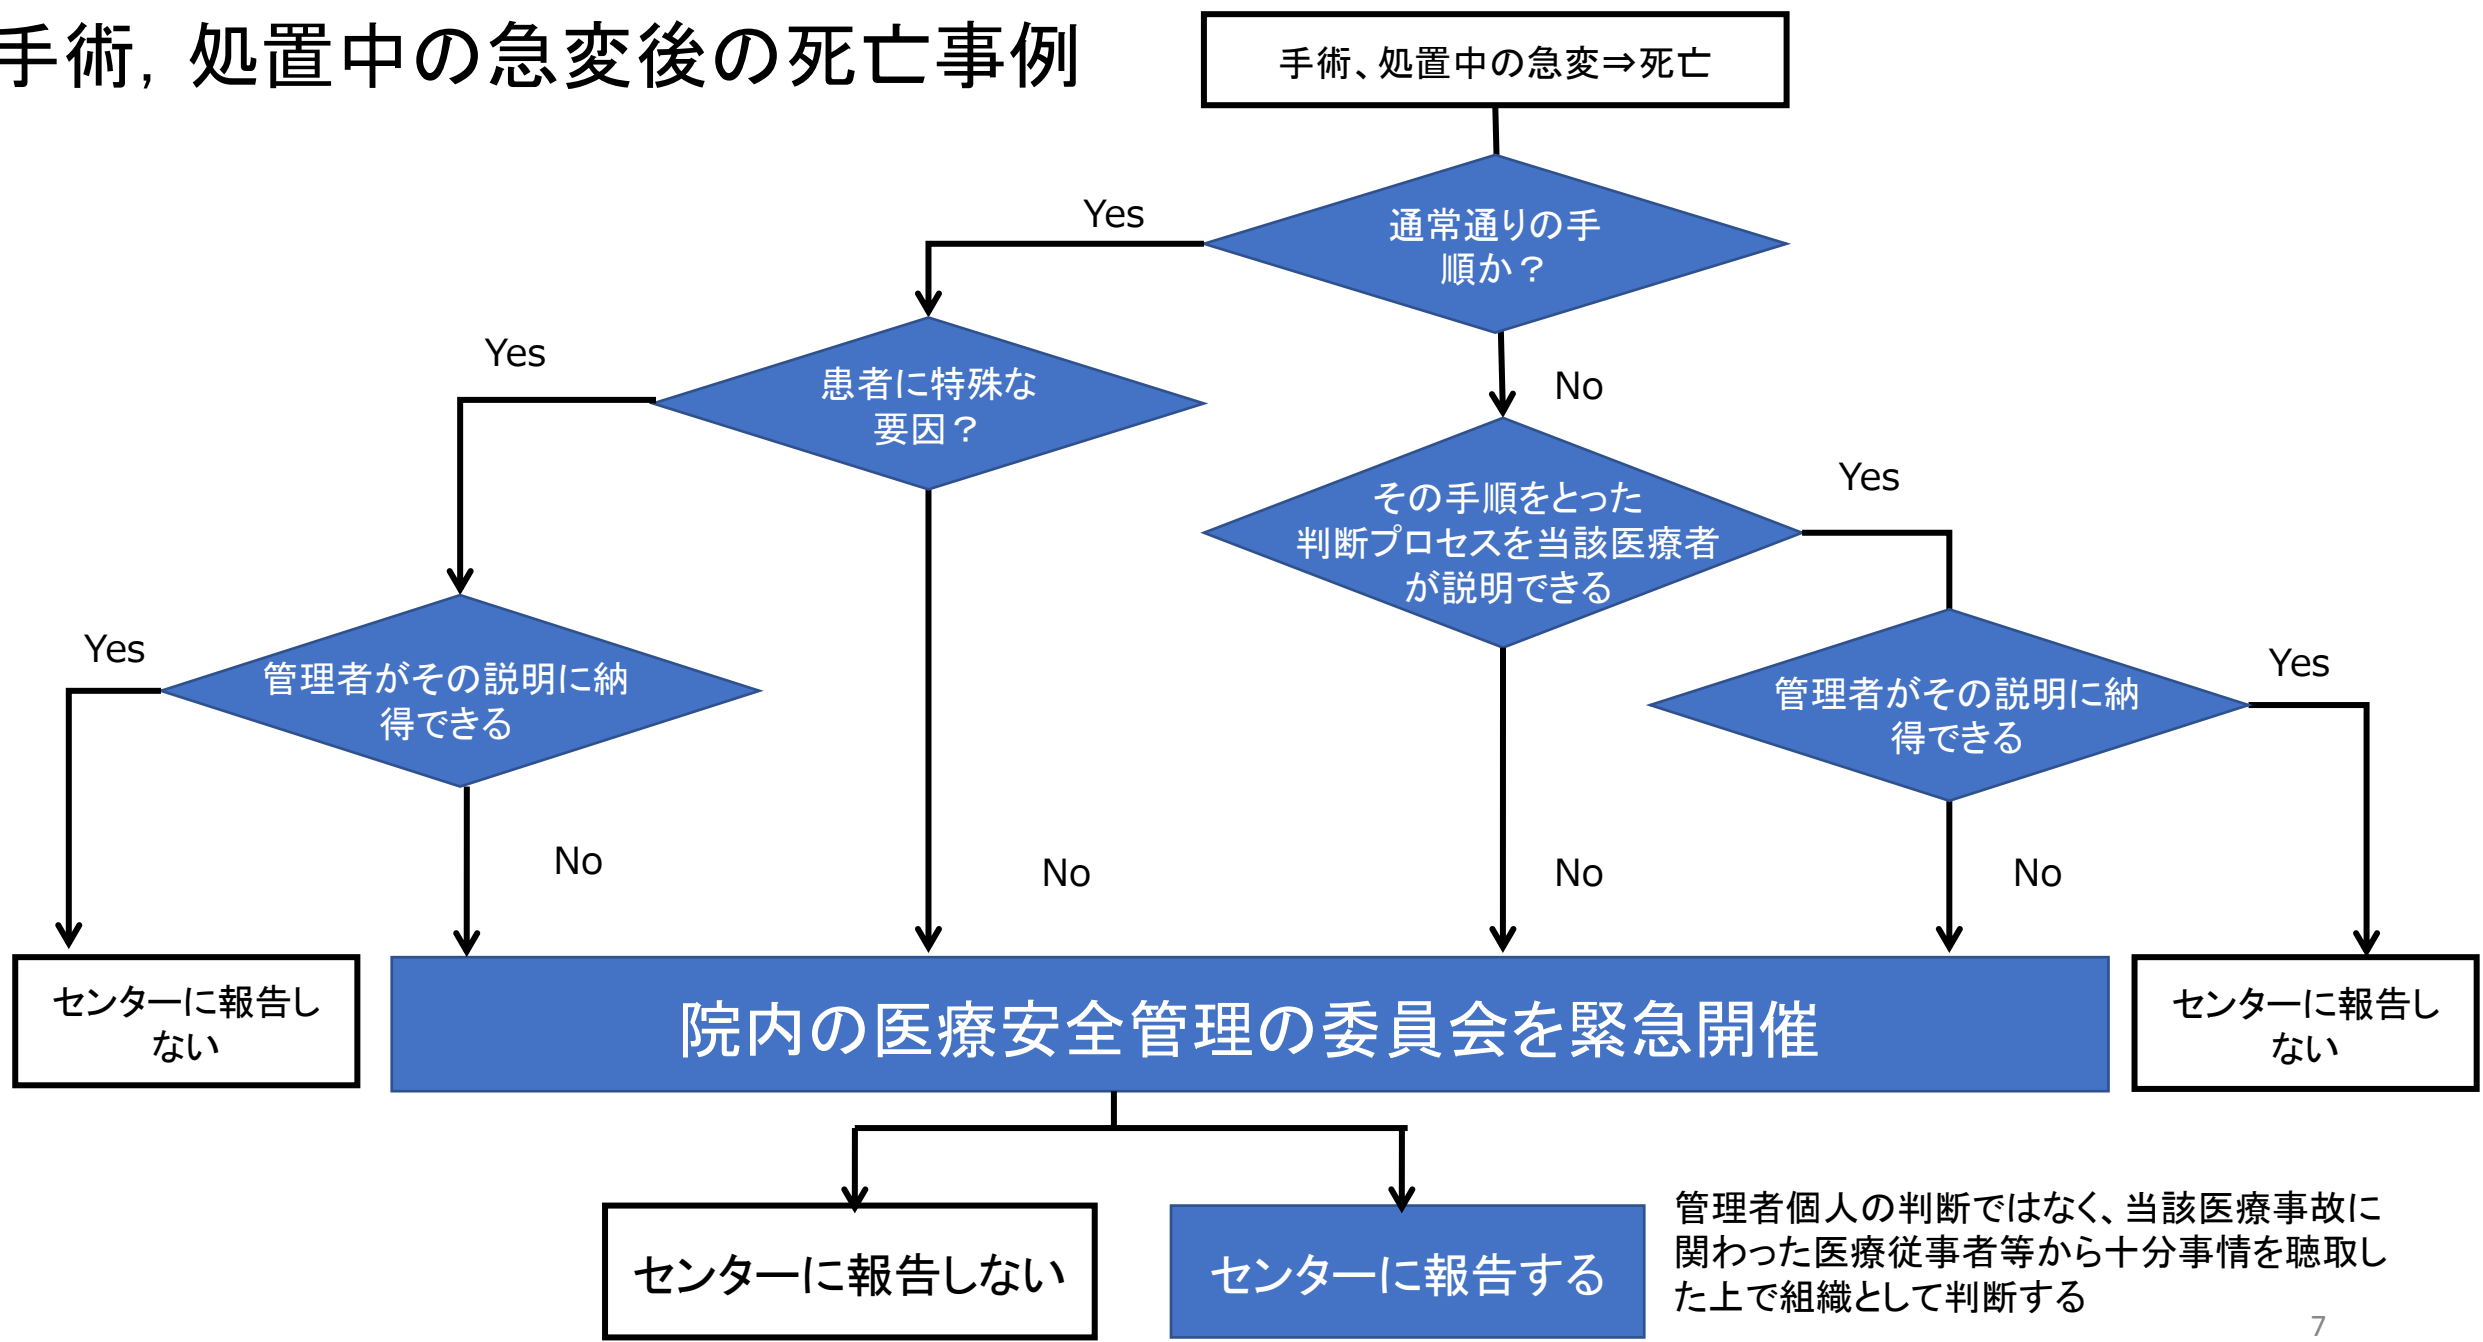 手術，処置中の急変後の死亡事例
手術、処置中の急変⇒死亡
Yes
通常通りの手
順か？
Yes
患者に特殊な
要因？
No
その手順をとった
判断プロセスを当該医療者
が説明できる
Yes
Yes
管理者がその説明に納
得できる
管理者がその説明に納
得できる
Yes
No
No
No
No
センターに報告し
ない
院内の医療安全管理の委員会を緊急開催
センターに報告し
ない
センターに報告しない
センターに報告する
管理者個人の判断ではなく、当該医療事故に
関わった医療従事者等から十分事情を聴取し
た上で組織として判断する
7